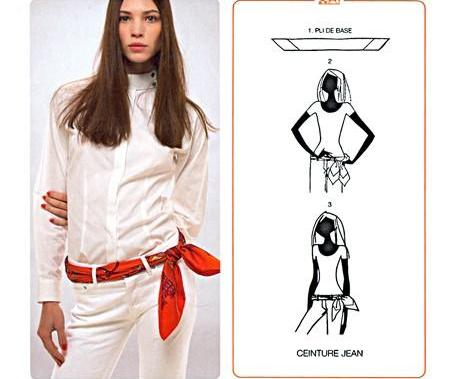 1. PLI DE BASE
2
3
CEINTURE JEAN